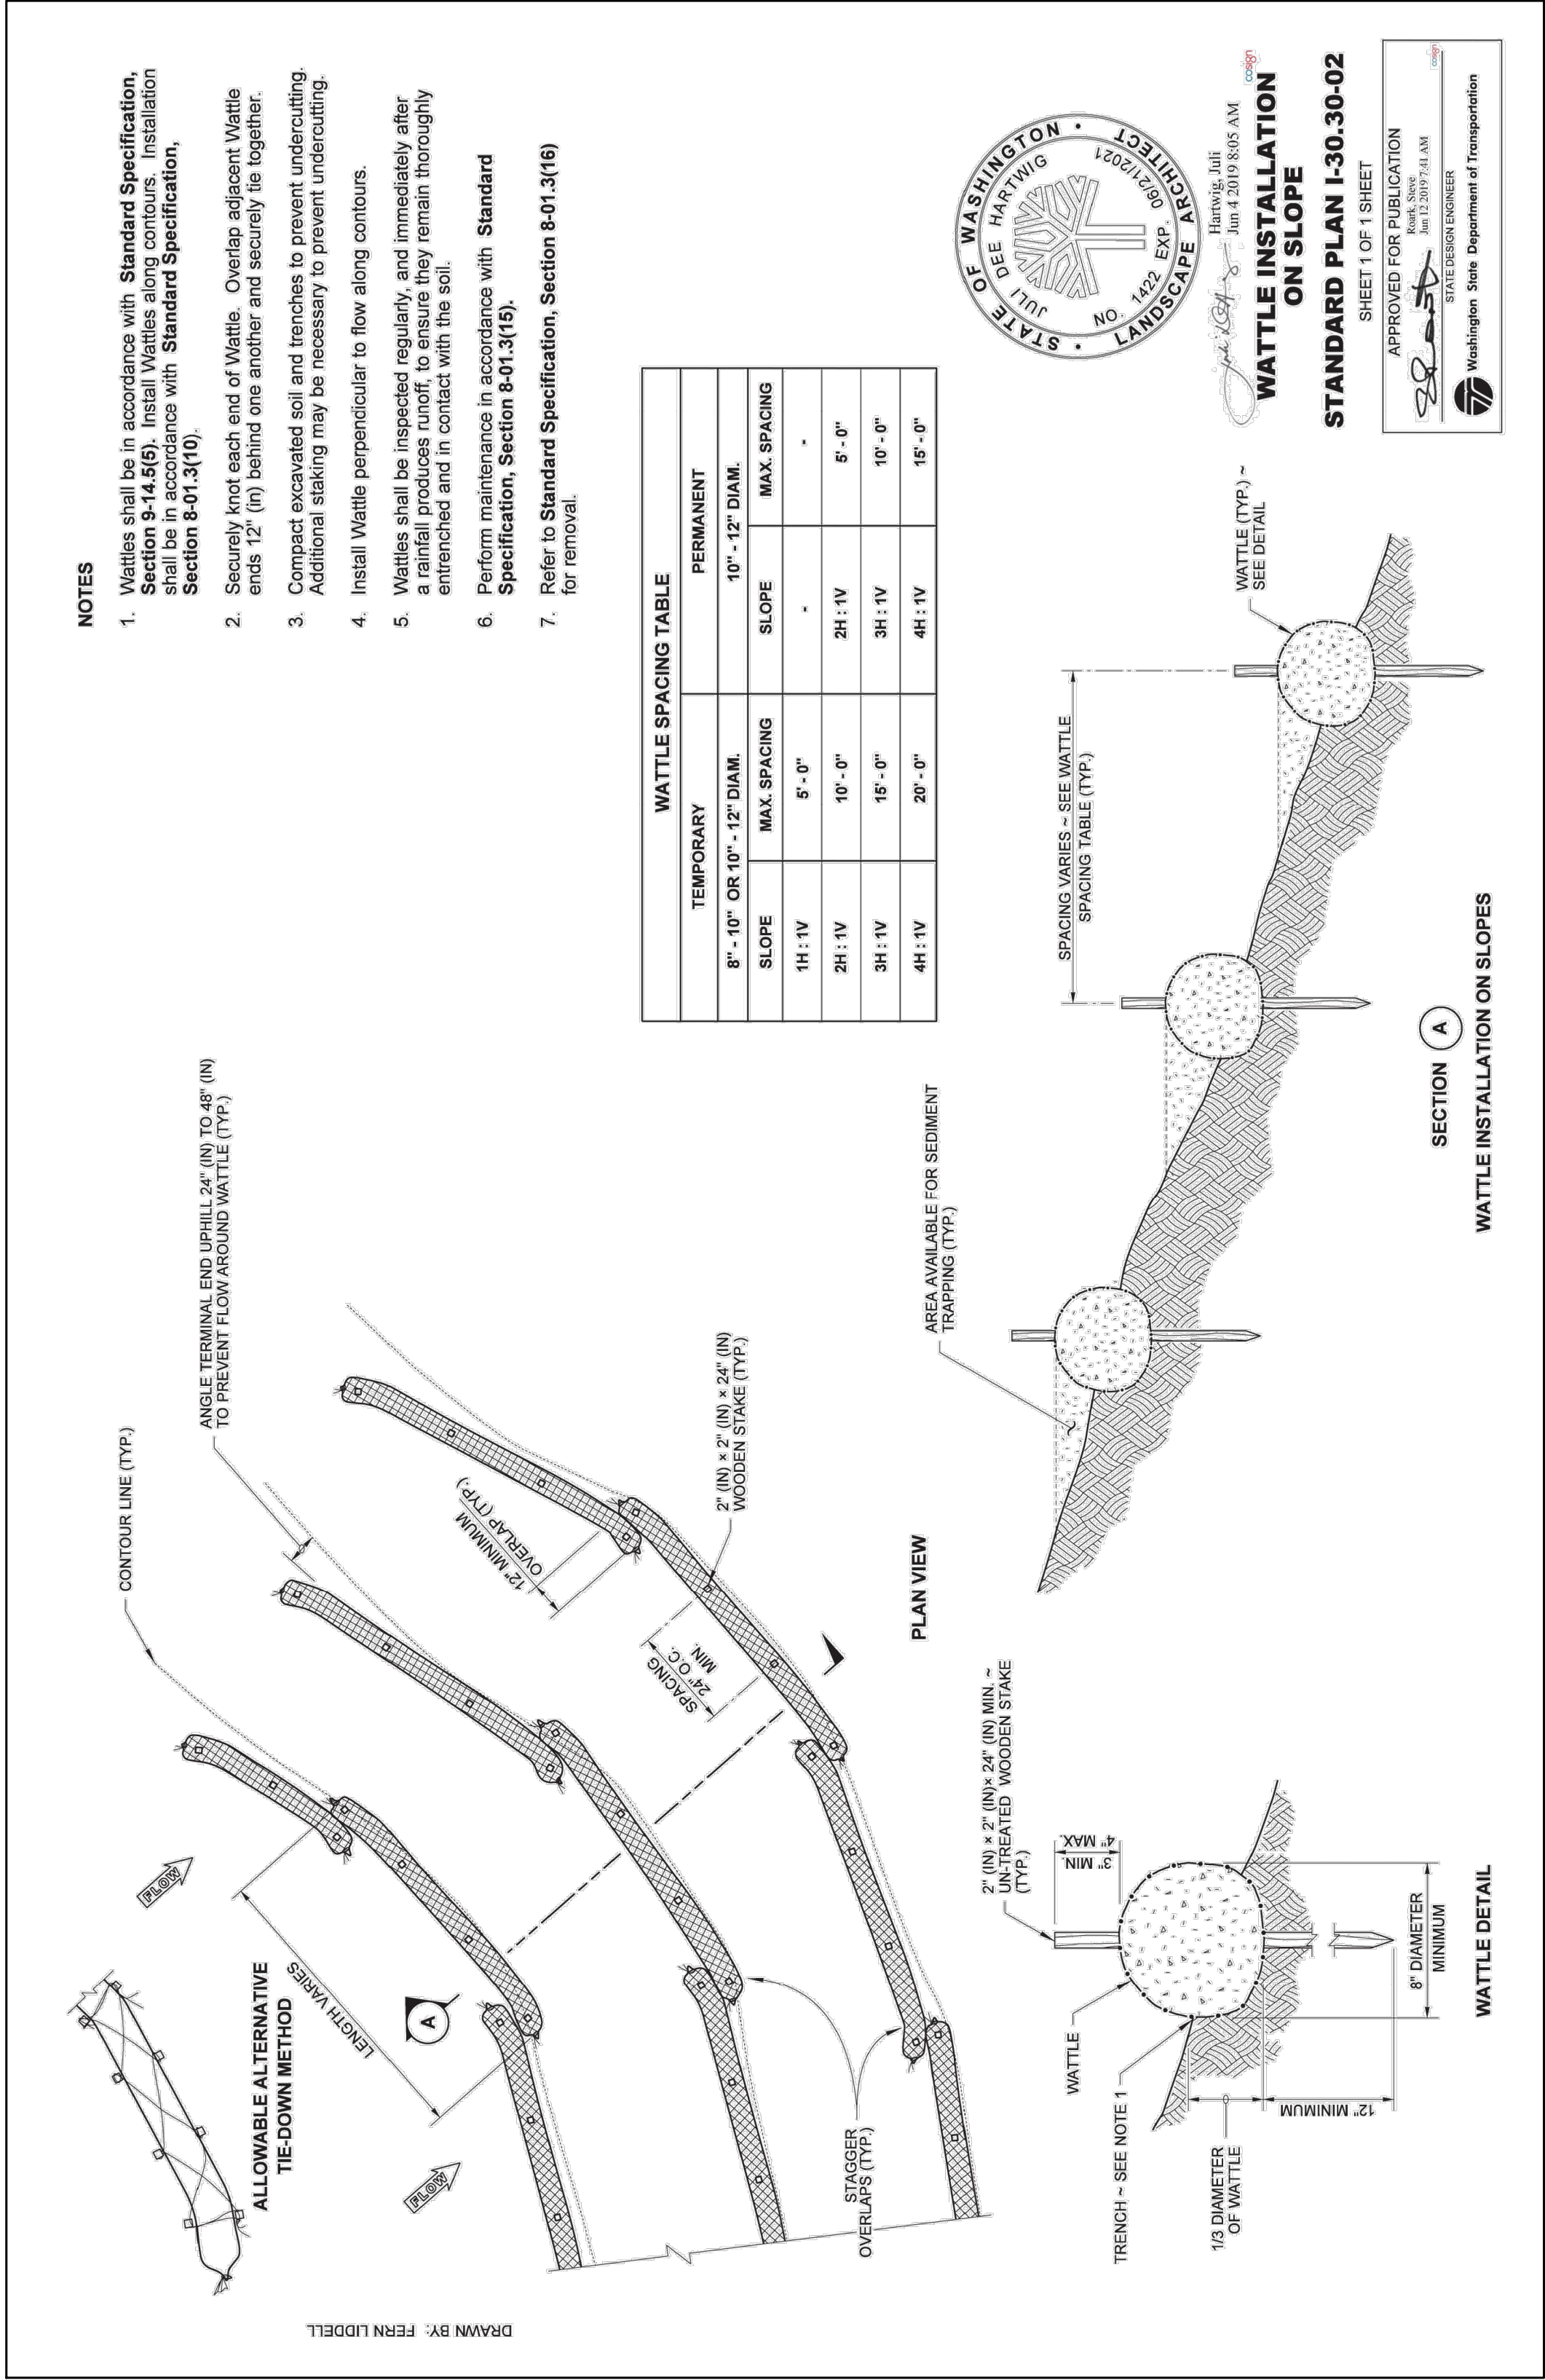 NOTES
1. Wattles shall be in accordance with Standard Specification,
Section 9-14.5(5). Install Wattles along contours. Installation
shall be in accordance with Standard Specification,
Section 8-01.3(10).
2. Securely knot each end of Wattle. Overlap adjacent Wattle
ends 12" (in) behind one another and securely tie together.
3. Compact excavated soil and trenches to prevent undercutting.
Additional staking may be necessary to prevent undercutting.
4. Install Wattle perpendicular to flow along contours.
5. Wattles shall be inspected regularly, and immediately after
a rainfall produces runoff, to ensure they remain thoroughly
entrenched and in contact with the soil.
6. Perform maintenance in accordance with Standard
Specification, Section 8-01.3(15).
7. Refer to Standard Specification, Section 8-01.3(16)
for removal.
ALLOWABLE ALTERNATIVE
TIE-DOWN METHOD
FLOW
FLOW
LENGTH VARIES
A
CONTOUR LINE (TYP.)
ANGLE TERMINAL END UPHILL 24" (IN) TO 48" (IN)
TO PREVENT FLOW AROUND WATTLE (TYP.)
12" MINIMUM
OVERLAP (TYP.)
SPACING
24" O.C.
MIN.
2" (IN) × 2" (IN) × 24" (IN)
WOODEN STAKE (TYP.)
STAGGER
OVERLAPS (TYP.)
PLAN VIEW
WATTLE SPACING TABLE
TEMPORARY PERMANENT
8" - 10" OR 10" - 12" DIAM. 10" - 12" DIAM.
SLOPE MAX. SPACING SLOPE MAX. SPACING
1H : 1V 5' - 0" - -
2H : 1V 10' - 0" 2H : 1V 5' - 0"
3H : 1V 15' - 0" 3H : 1V 10' - 0"
4H : 1V 20' - 0" 4H : 1V 15' - 0"
2" (IN) × 2" (IN)× 24" (IN) MIN. ~
UN-TREATED WOODEN STAKE
(TYP.)
3" MIN.
4" MAX.
WATTLE
TRENCH ~ SEE NOTE 1
1/3 DIAMETER
OF WATTLE
12" MINIMUM
8" DIAMETER
MINIMUM
WATTLE DETAIL
AREA AVAILABLE FOR SEDIMENT
TRAPPING (TYP.)
SPACING VARIES ~ SEE WATTLE
SPACING TABLE (TYP.)
WATTLE (TYP.) ~
SEE DETAIL
SECTION A
WATTLE INSTALLATION ON SLOPES
STATE OF WASHINGTON
JULI DEE HARTWIG
NO. 1422 EXP. 06/21/2021
LANDSCAPE ARCHITECT
Hartwig, Juli
Jun 4 2019 8:05 AM
cosign
WATTLE INSTALLATION
ON SLOPE
STANDARD PLAN I-30.30-02
SHEET 1 OF 1 SHEET
APPROVED FOR PUBLICATION
Roark, Steve
Jun 12 2019 7:41 AM
cosign
STATE DESIGN ENGINEER
Washington State Department of Transportation
DRAWN BY: FERN LIDDELL